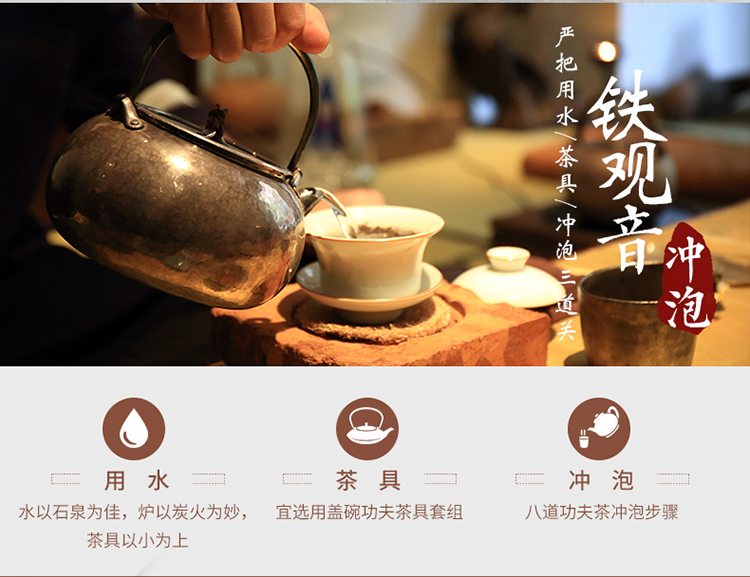 铁观音
冲泡
严把用水/茶具/冲泡三道关
用水
水以石泉为佳，炉以炭火为妙，
茶具以小为上
茶具
宜选用盖碗功夫茶具套组
冲泡
八道功夫茶冲泡步骤